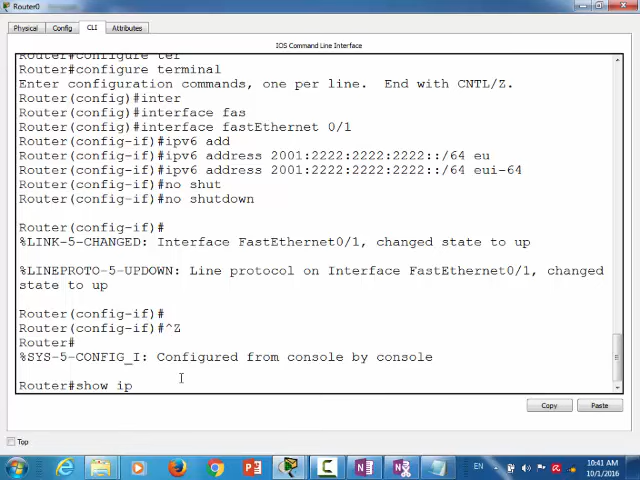 Router0
Physical Config CLI Attributes
IOS Command Line Interface
Router#configure ter
Router#configure terminal
Enter configuration commands, one per line.  End with CNTL/Z.
Router(config)#inter
Router(config)#interface fas
Router(config)#interface fastEthernet 0/1
Router(config-if)#ipv6 add
Router(config-if)#ipv6 address 2001:2222:2222:2222::/64 eu
Router(config-if)#ipv6 address 2001:2222:2222:2222::/64 eui-64
Router(config-if)#no shut
Router(config-if)#no shutdown
Router(config-if)#
%LINK-5-CHANGED: Interface FastEthernet0/1, changed state to up
%LINEPROTO-5-UPDOWN: Line protocol on Interface FastEthernet0/1, changed
state to up
Router(config-if)#
Router(config-if)#^Z
Router#
%SYS-5-CONFIG_I: Configured from console by console
Router#show ip
Copy Paste
Top
EN
10:41 AM
10/1/2016